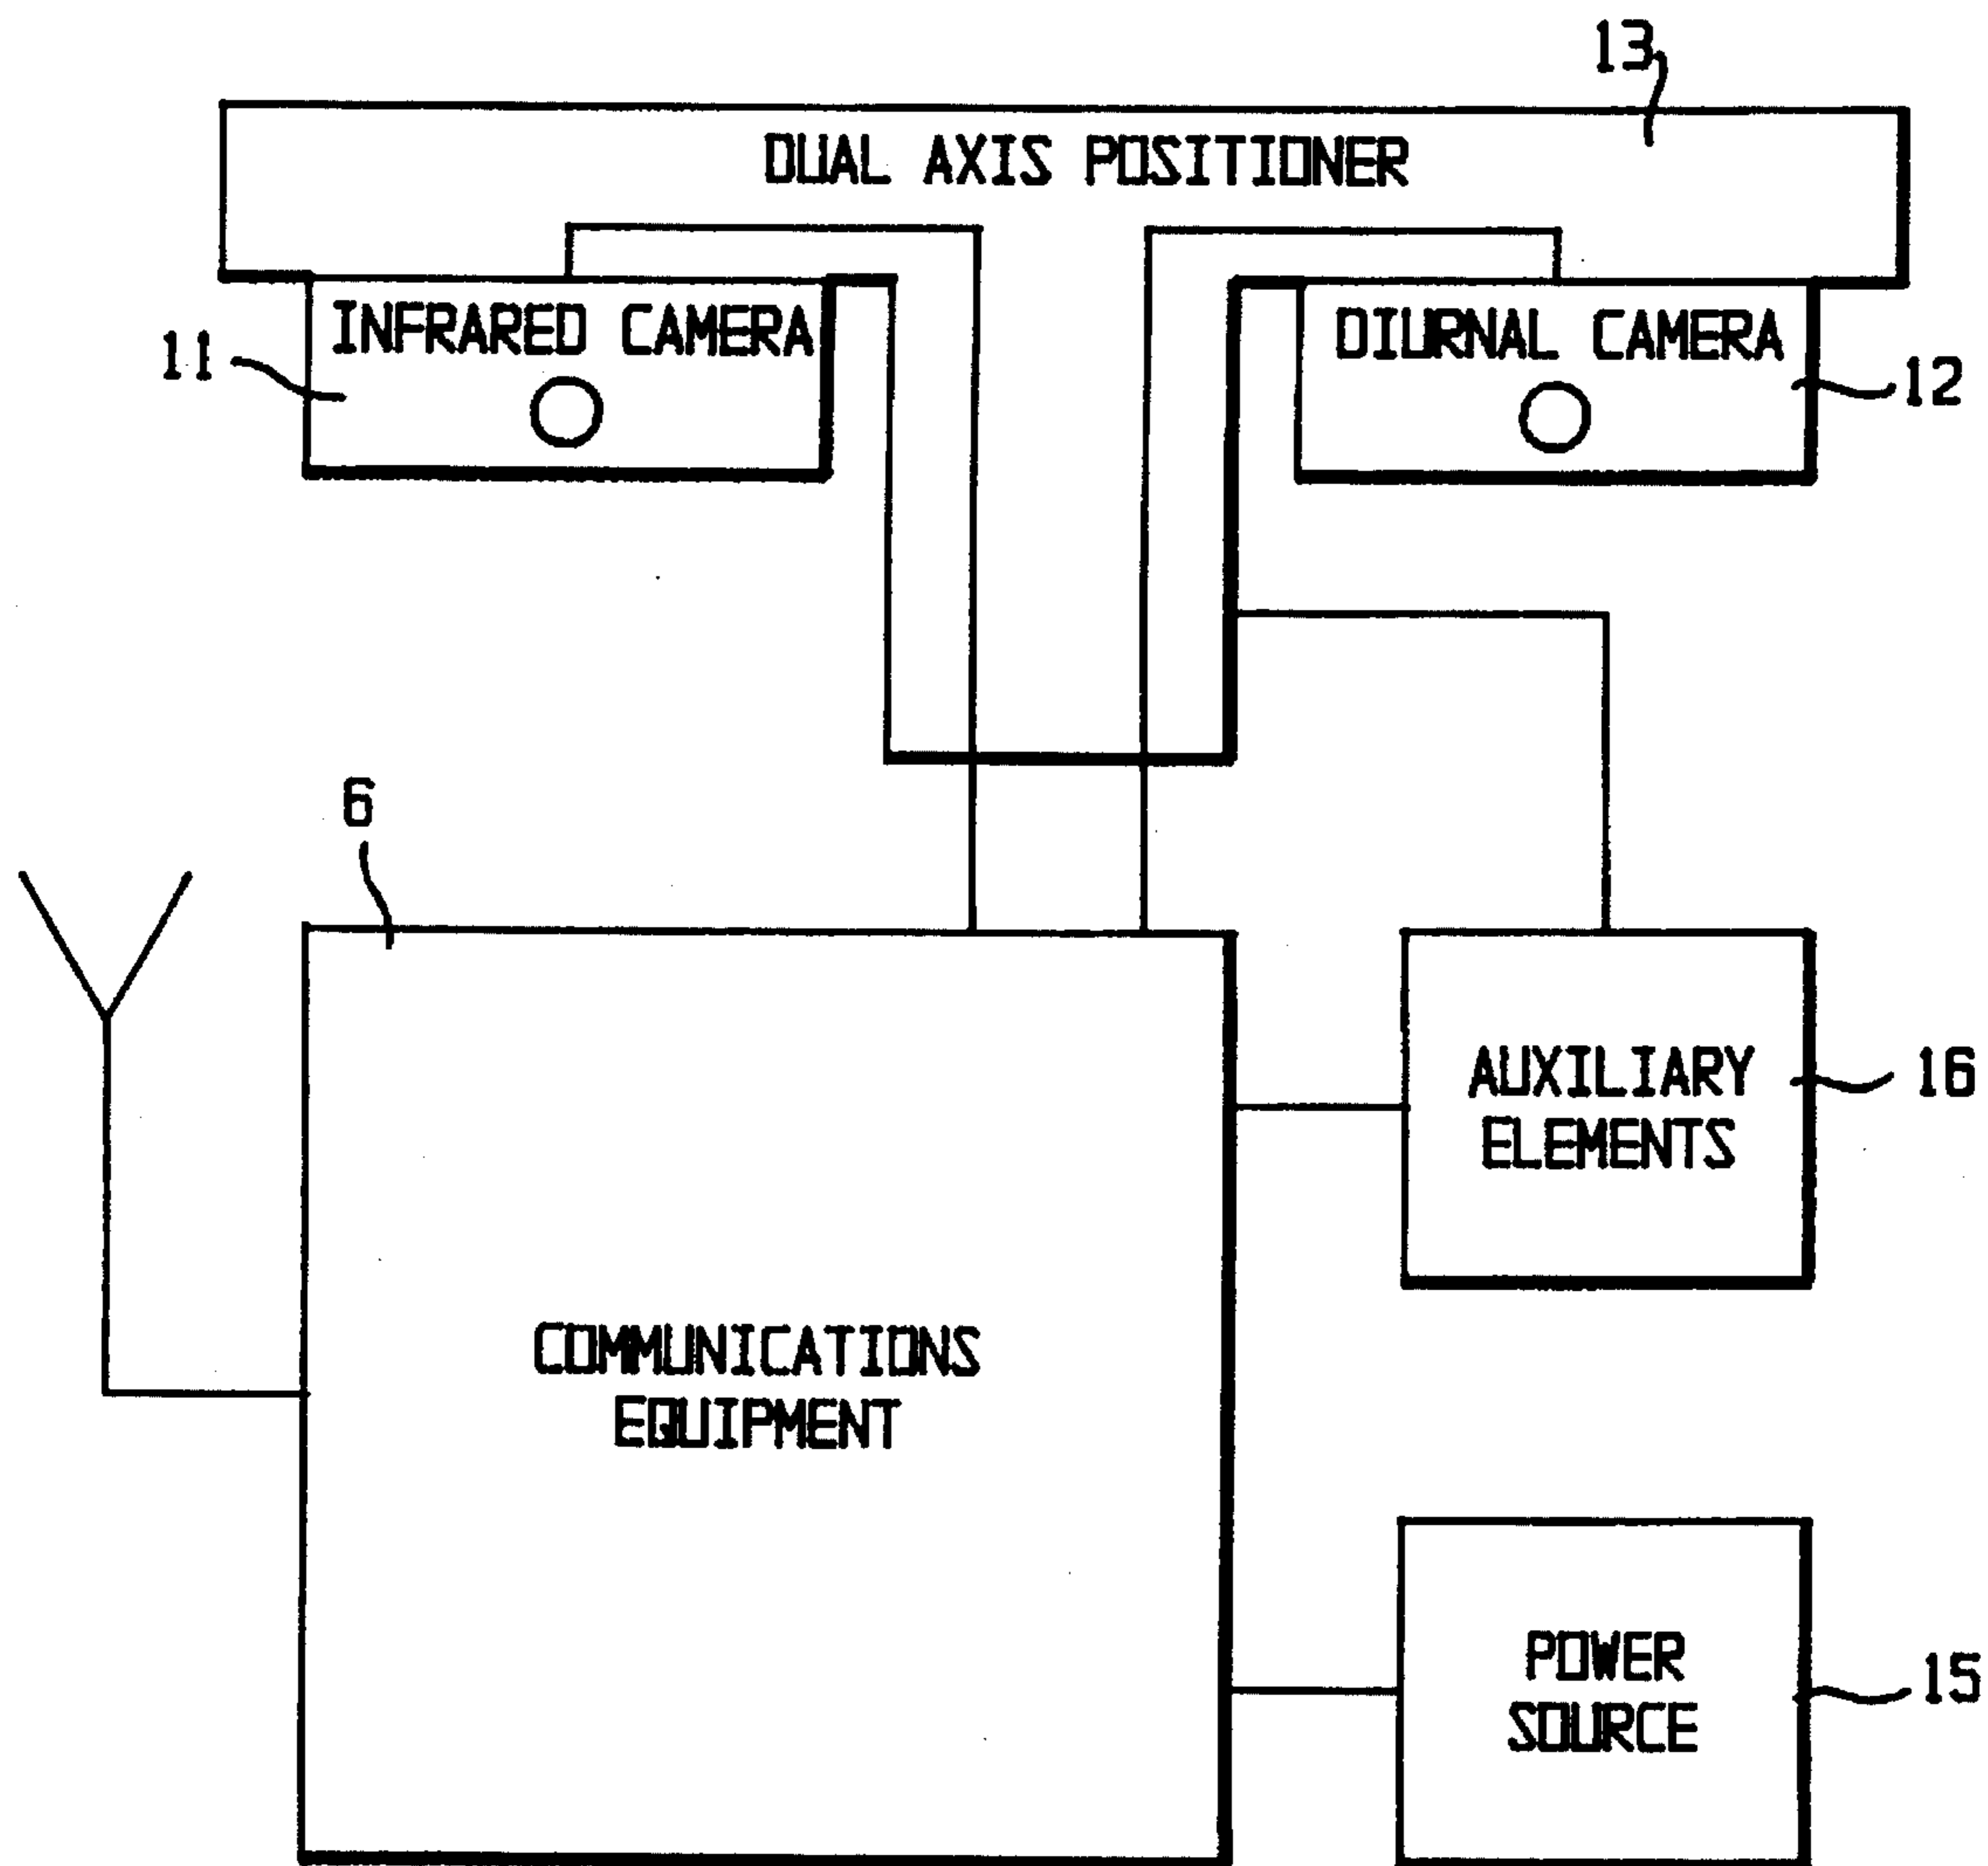 13
DUAL AXIS POSITIONER
INFRARED CAMERA
11
DIURNAL CAMERA
12
6
AUXILIARY
ELEMENTS
16
COMMUNICATIONS
EQUIPMENT
POWER
SOURCE
15